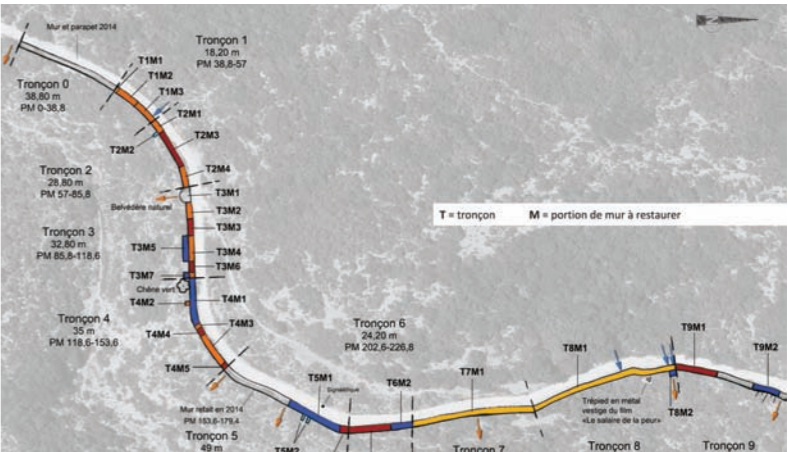 Mur et parapet 2014
Tronçon 1
18,20 m
PM 38,8-57
T1M1
T1M2
T1M3
Tronçon 0
38,80 m
PM 0-38,8
T2M1
T2M2
T2M3
T2M4
Tronçon 2
28,80 m
PM 57-85,8
T3M1
Belvédère naturel
T3M2
T = tronçon M = portion de mur à restaurer
T3M3
Tronçon 3
32,80 m
PM 85,8-118,6
T3M5
T3M4
T3M6
T3M7
Chêne vert
T4M2
T4M1
Tronçon 4
35 m
PM 118,6-153,6
T4M4
T4M3
Tronçon 6
24,20 m
PM 202,6-226,8
T4M5
T5M1
Signalétique
T6M2
T7M1
T8M1
T9M1
T9M2
Mur refait en 2014
PM 153,6-179,4
Trépied en métal
vestige du film
«Le salaire de la peur»
T8M2
Tronçon 5
49 m
T5M2
Tronçon 7
Tronçon 8
Tronçon 9